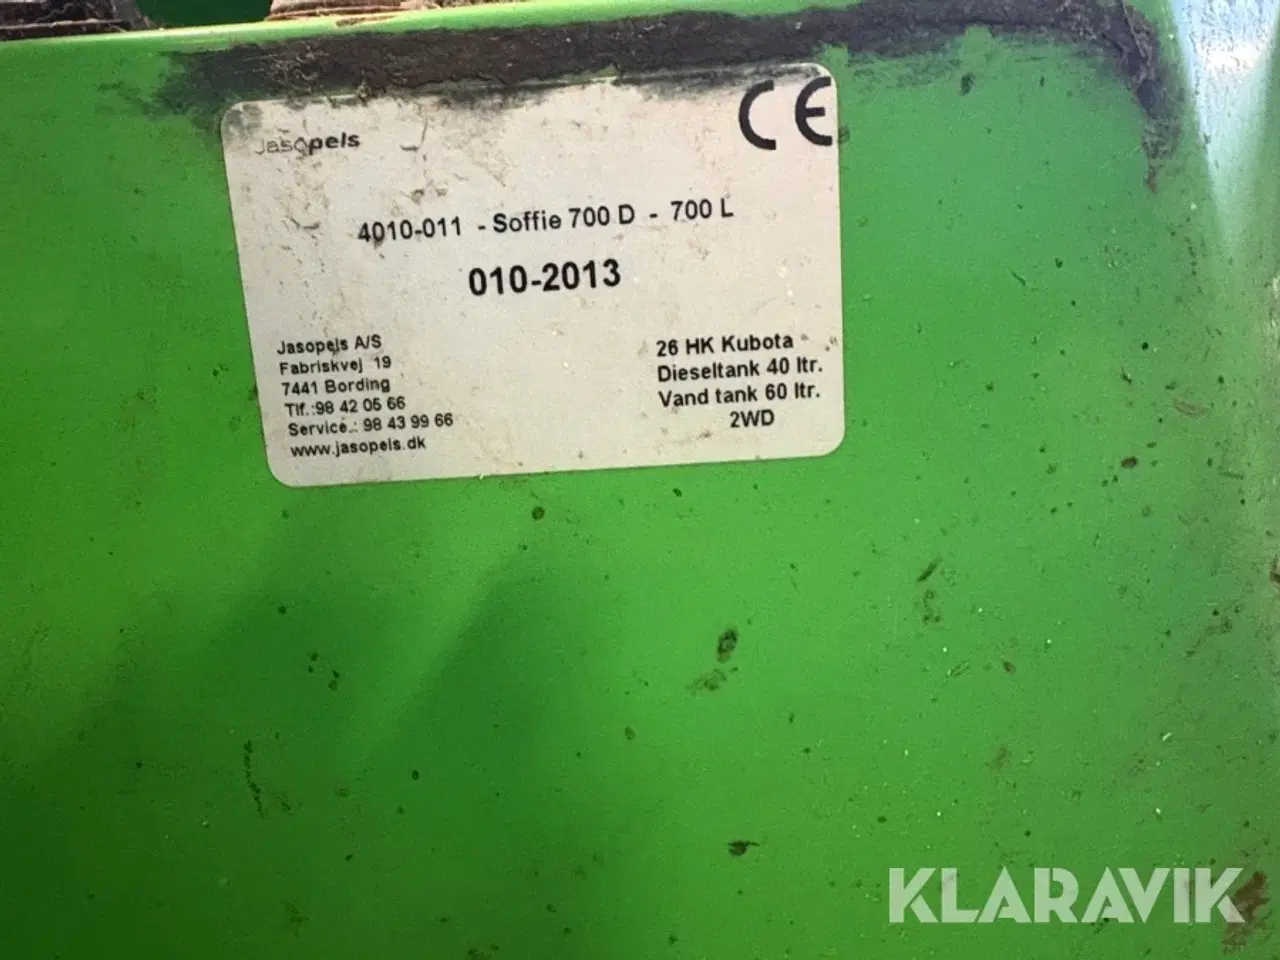 Jasopels
CE
4010-011 - Soffie 700 D - 700 L
010-2013
Jasopels A/S
Fabriksvej 19
7441 Bording
Tlf.:98 42 05 66
Service.: 98 43 99 66
www.jasopels.dk
26 HK Kubota
Dieseltank 40 ltr.
Vand tank 60 ltr.
2WD
KLARAVIK